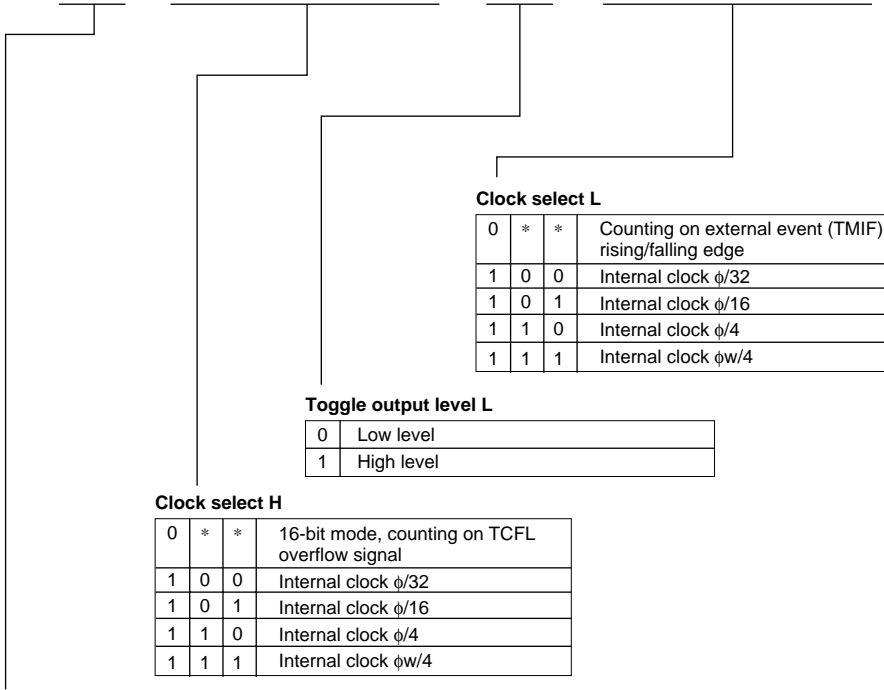 Clock select L
0 * * Counting on external event (TMIF)
rising/falling edge
1 0 0 Internal clock ϕ/32
1 0 1 Internal clock ϕ/16
1 1 0 Internal clock ϕ/4
1 1 1 Internal clock ϕw/4
Toggle output level L
0 Low level
1 High level
Clock select H
0 * * 16-bit mode, counting on TCFL
overflow signal
1 0 0 Internal clock ϕ/32
1 0 1 Internal clock ϕ/16
1 1 0 Internal clock ϕ/4
1 1 1 Internal clock ϕw/4